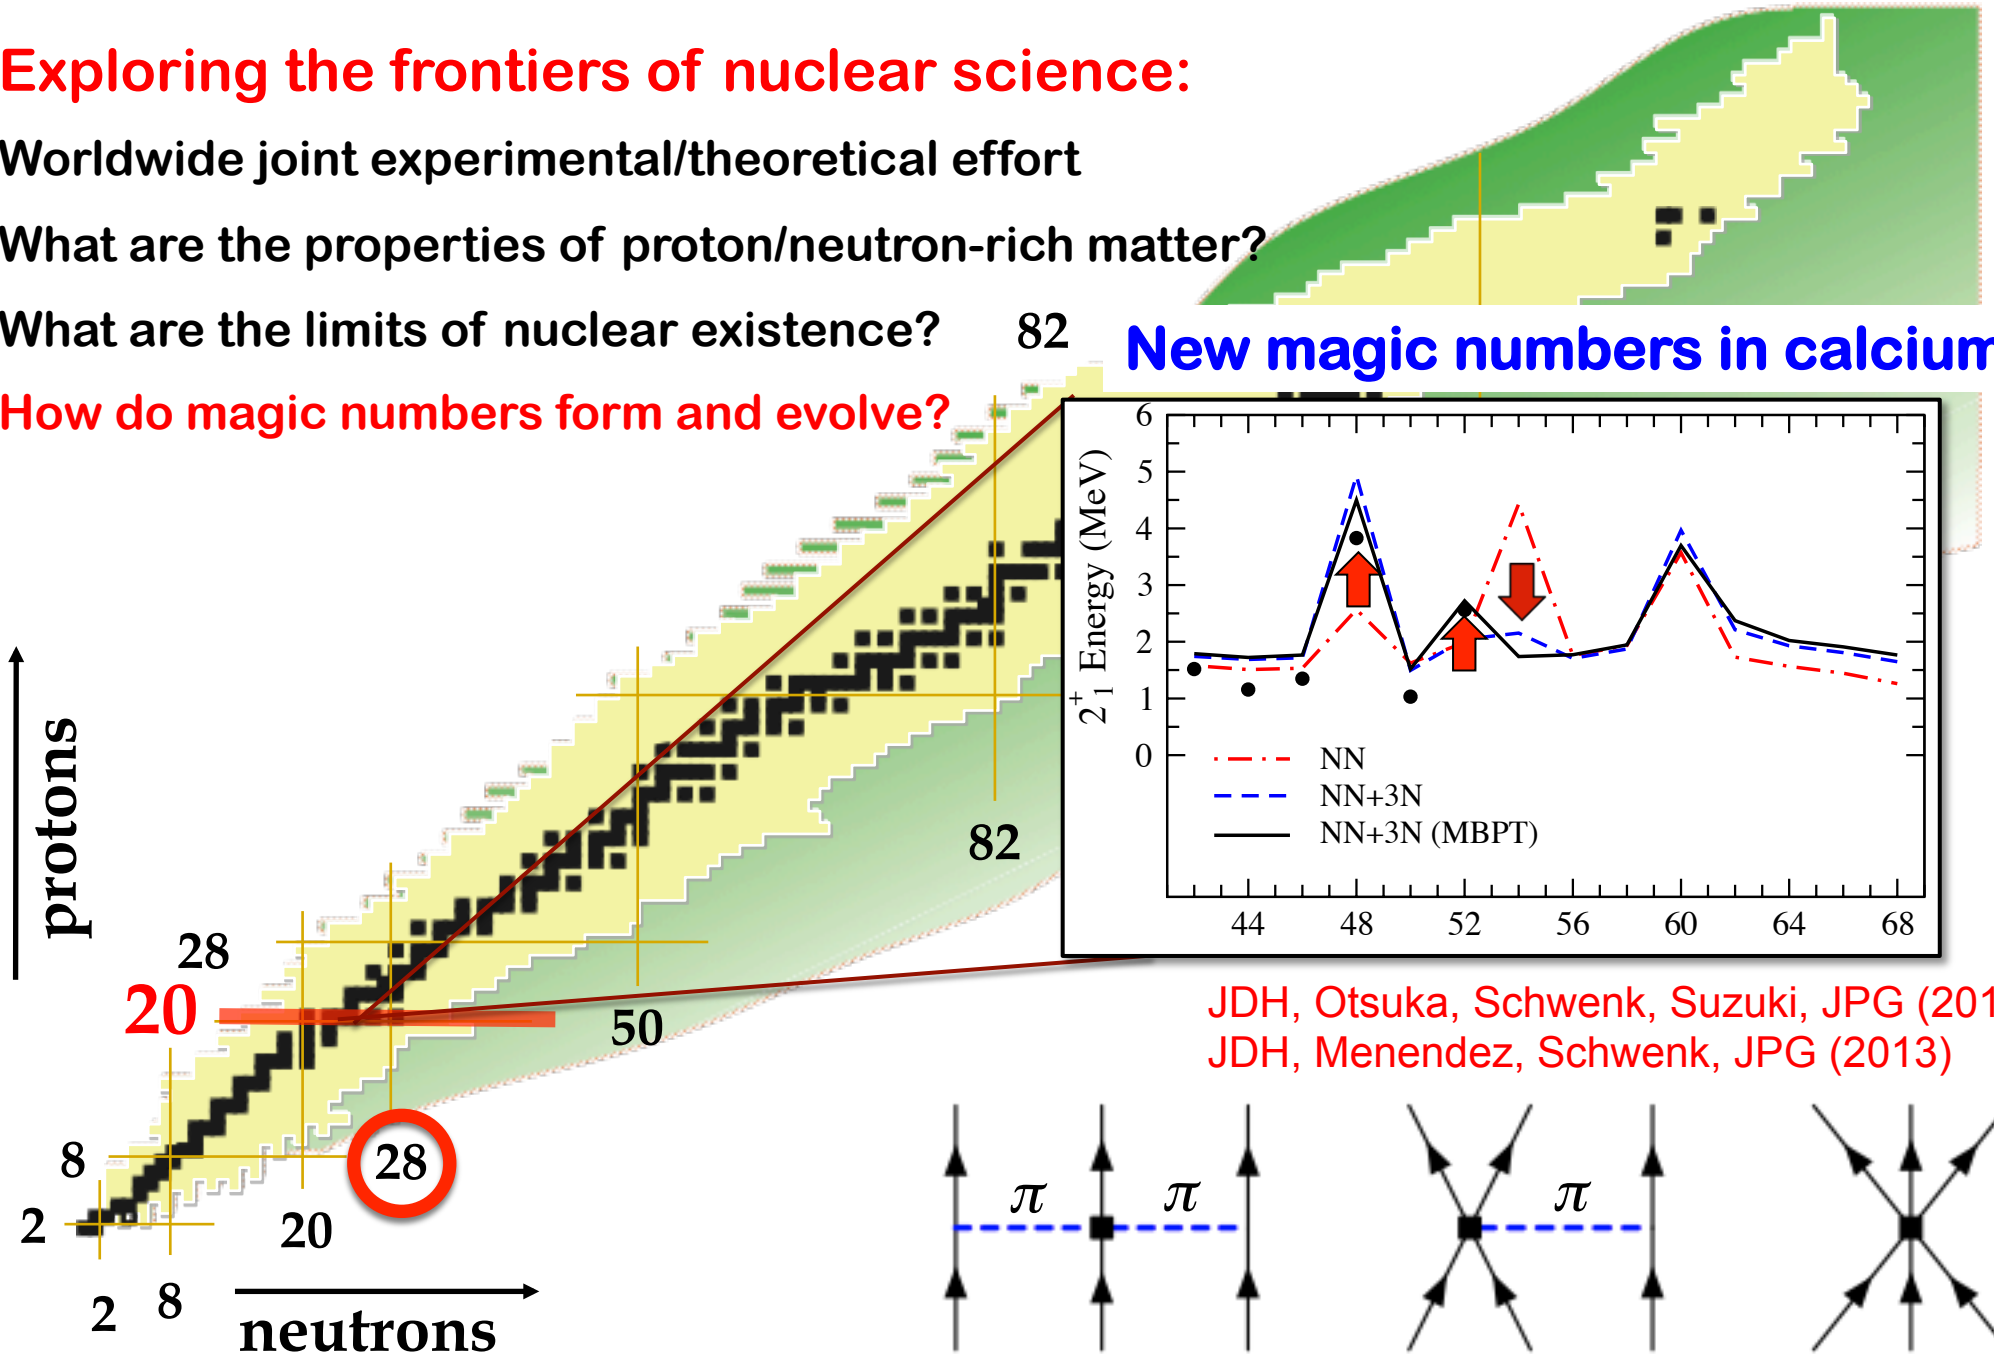 Exploring the frontiers of nuclear science:
Worldwide joint experimental/theoretical effort
What are the properties of proton/neutron-rich matter?
What are the limits of nuclear existence?
82
New magic numbers in calcium
How do magic numbers form and evolve?
6
5
4
3
2
1
0
2₁⁺ Energy (MeV)
NN
NN+3N
NN+3N (MBPT)
44 48 52 56 60 64 68
protons
82
28
20
50
JDH, Otsuka, Schwenk, Suzuki, JPG (201
JDH, Menendez, Schwenk, JPG (2013)
8
28
2
20
2 8
neutrons
π π π